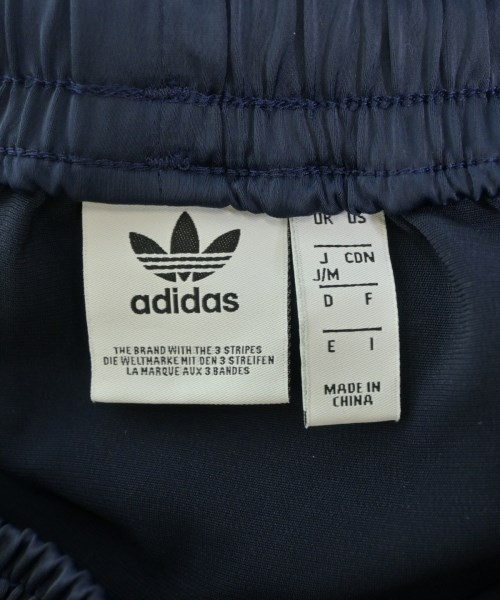 adidas
THE BRAND WITH THE 3 STRIPES
DIE WELTMARKE MIT DEN 3 STREIFEN
LA MARQUE AUX 3 BANDES
UK US
J CDN
J/M
D F
E I
MADE IN
CHINA